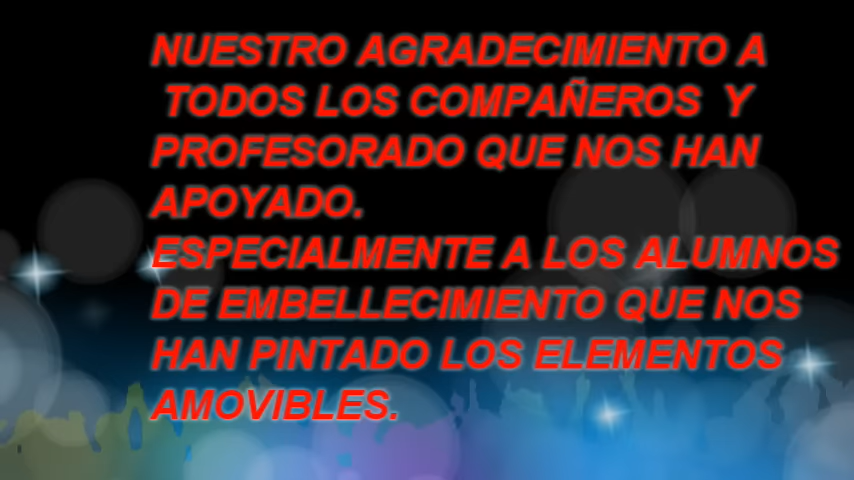 NUESTRO AGRADECIMIENTO A
TODOS LOS COMPAÑEROS Y
PROFESORADO QUE NOS HAN
APOYADO.
ESPECIALMENTE A LOS ALUMNOS
DE EMBELLECIMIENTO QUE NOS
HAN PINTADO LOS ELEMENTOS
AMOVIBLES.